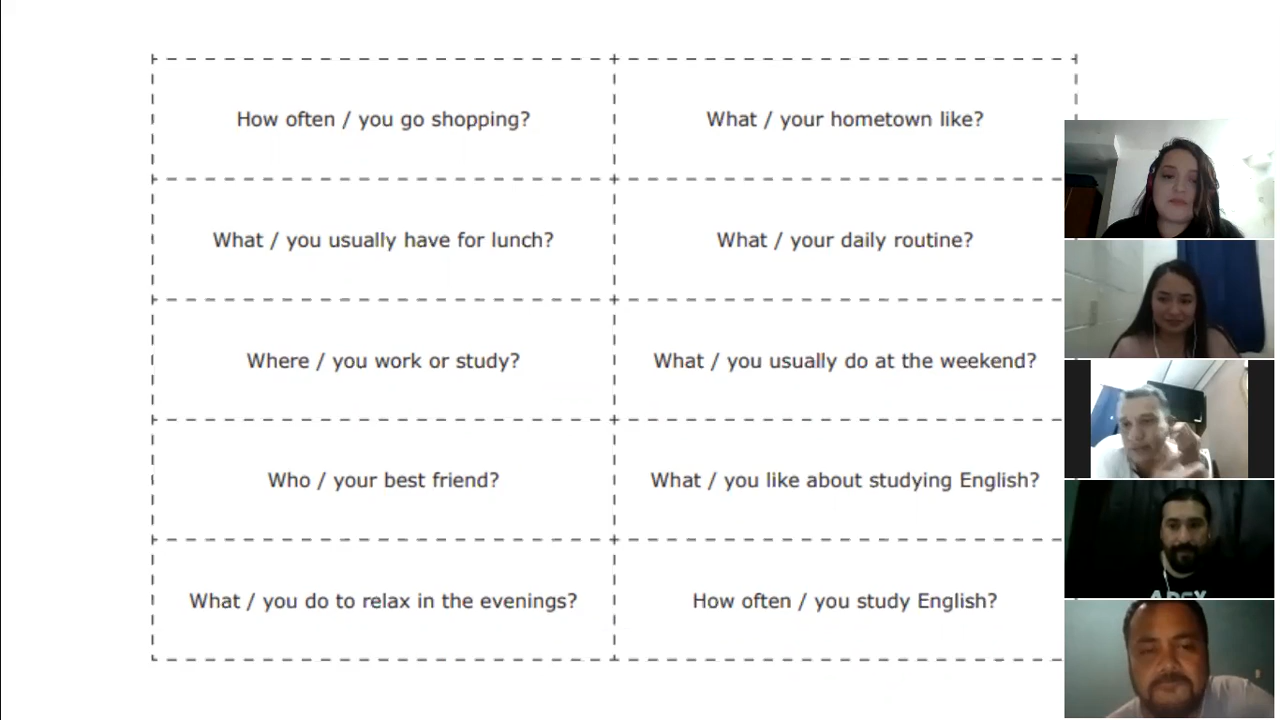 How often / you go shopping?
What / your hometown like?
What / you usually have for lunch?
What / your daily routine?
Where / you work or study?
What / you usually do at the weekend?
Who / your best friend?
What / you like about studying English?
What / you do to relax in the evenings?
How often / you study English?